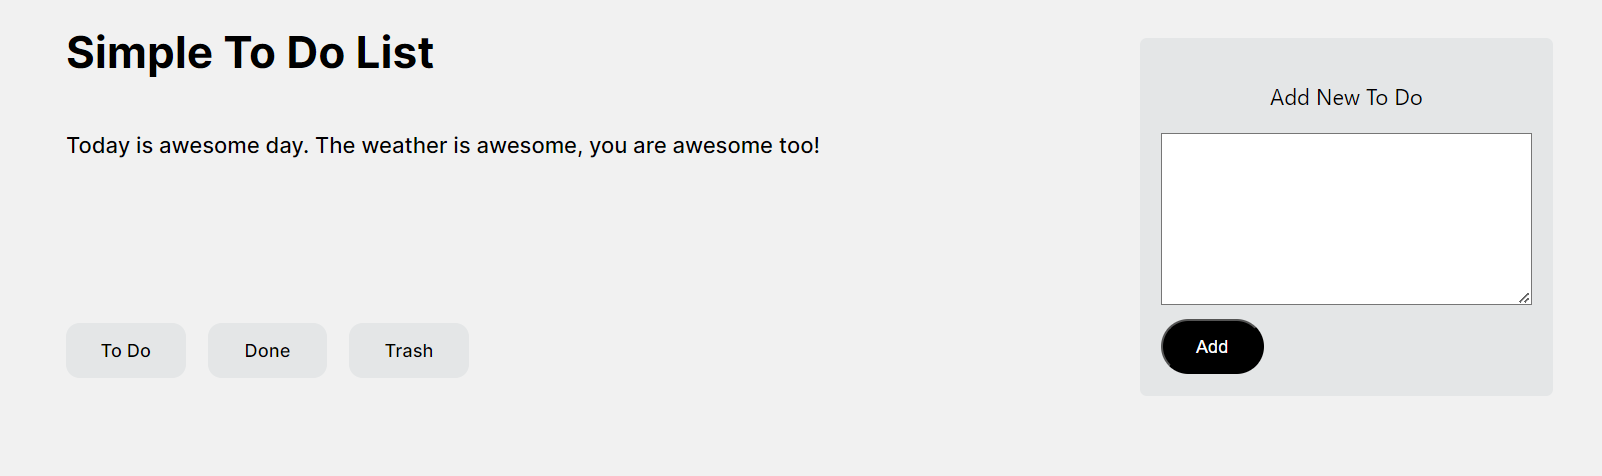 Simple To Do List
Today is awesome day. The weather is awesome, you are awesome too!
To Do
Done
Trash
Add New To Do
Add